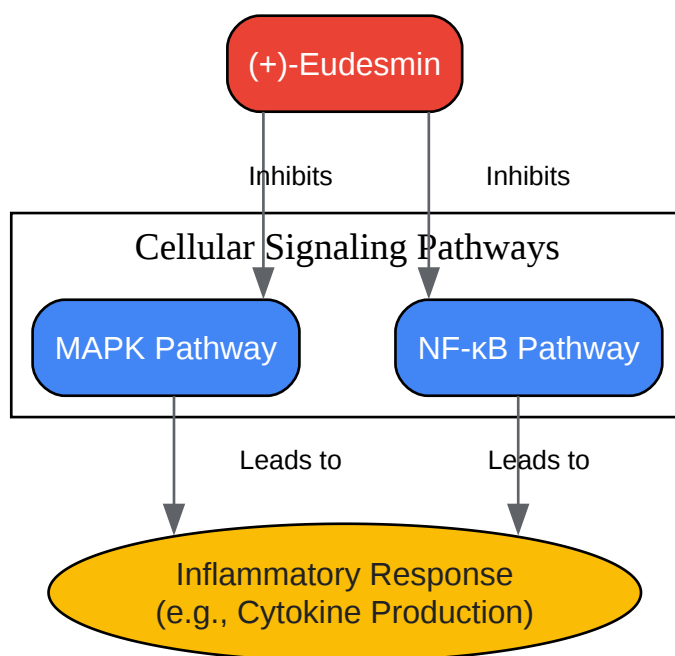 (+)-Eudesmin
Inhibits
Inhibits
Cellular Signaling Pathways
MAPK Pathway
NF-κB Pathway
Leads to
Leads to
Inflammatory Response
(e.g., Cytokine Production)